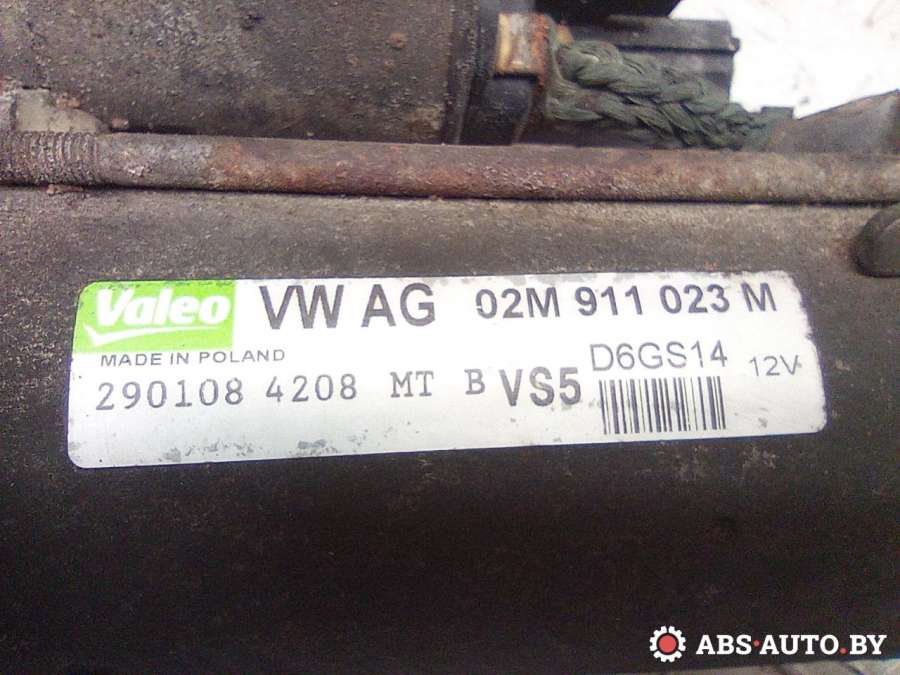 Valeo VW AG 02M 911 023 M
MADE IN POLAND D6GS14 12V
290108 4208 MT B VS5
ABS-AUTO.BY